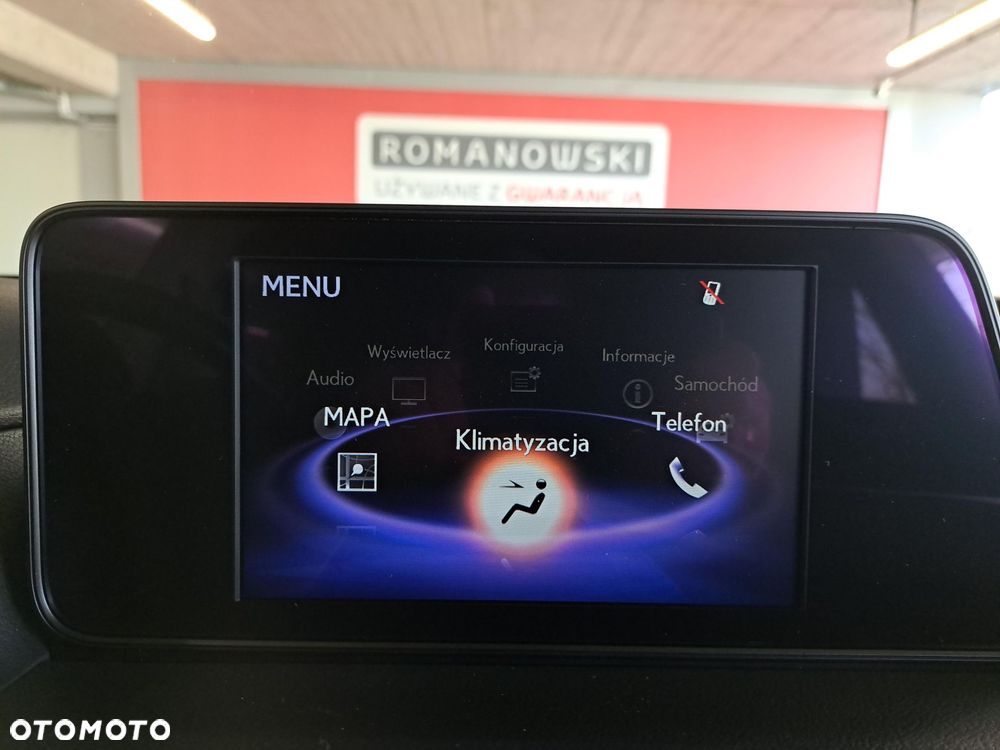 ROMANOWSKI
UŻYWANE Z GWARANCJĄ
MENU
Konfiguracja
Wyświetlacz
Informacje
Audio
Samochód
MAPA
Telefon
Klimatyzacja
OTOMOTO